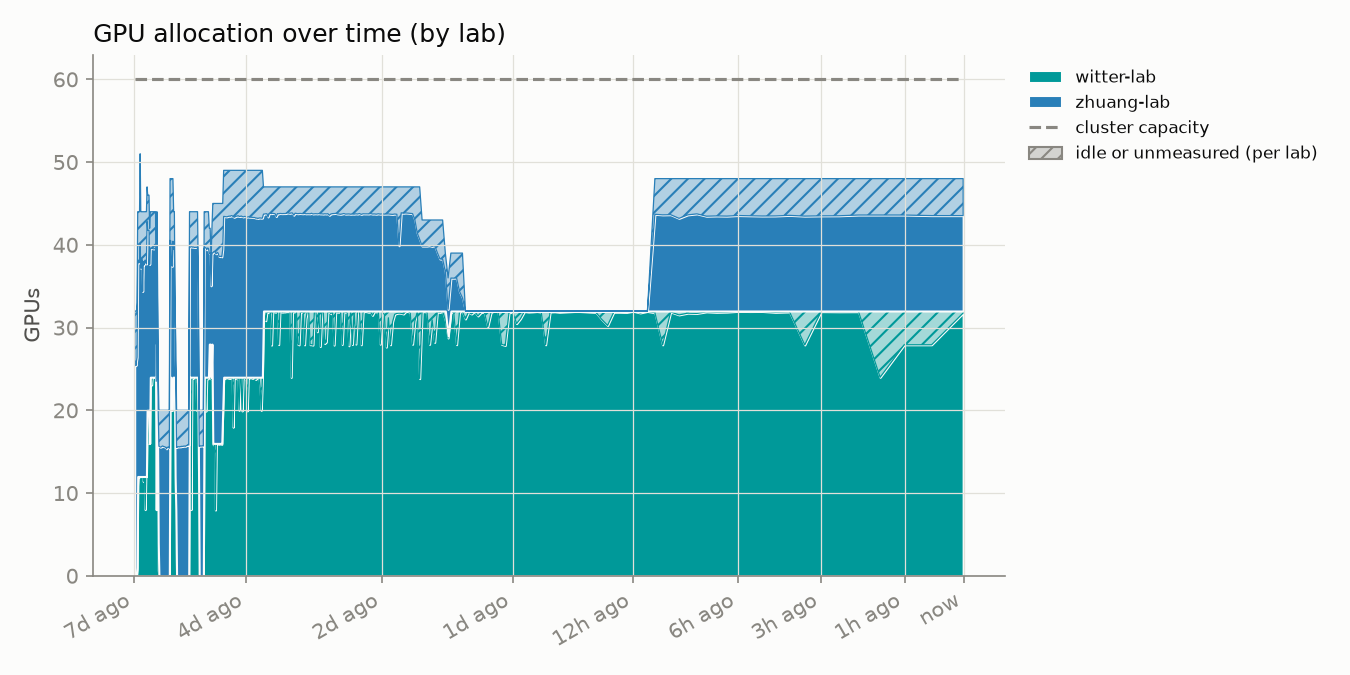 GPU allocation over time (by lab)
GPUs
60
50
40
30
20
10
0
7d ago
4d ago
2d ago
1d ago
12h ago
6h ago
3h ago
1h ago
now
witter-lab
zhuang-lab
cluster capacity
idle or unmeasured (per lab)